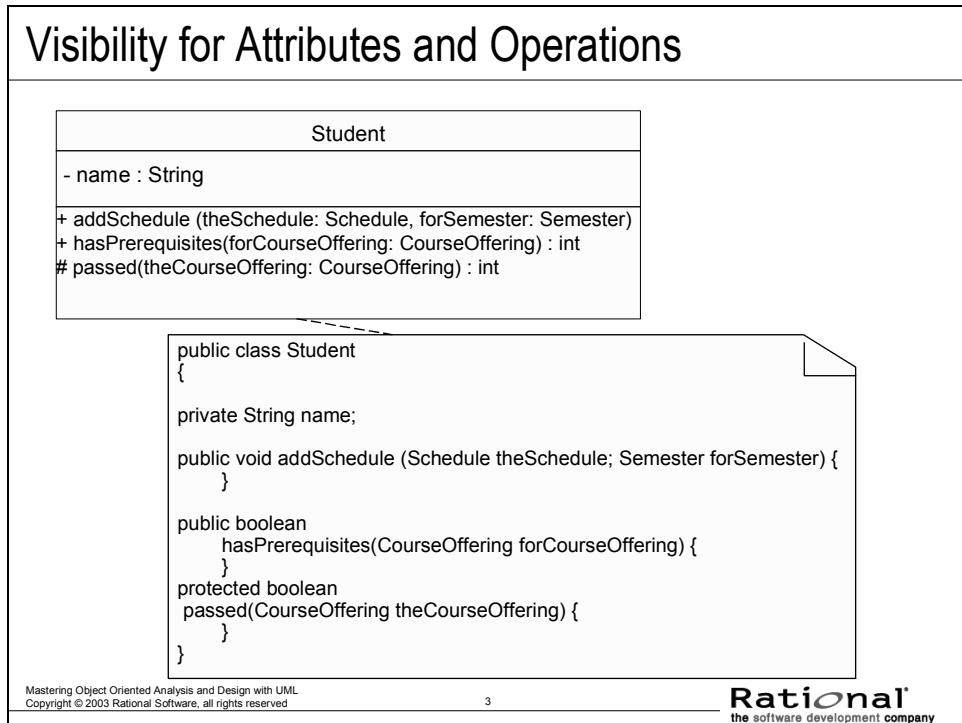 Visibility for Attributes and Operations
Student
- name : String
+ addSchedule (theSchedule: Schedule, forSemester: Semester)
+ hasPrerequisites(forCourseOffering: CourseOffering) : int
# passed(theCourseOffering: CourseOffering) : int
public class Student
{
private String name;
public void addSchedule (Schedule theSchedule; Semester forSemester) {
}
public boolean
hasPrerequisites(CourseOffering forCourseOffering) {
}
protected boolean
passed(CourseOffering theCourseOffering) {
}
}
Mastering Object Oriented Analysis and Design with UML
Copyright © 2003 Rational Software, all rights reserved
3
Rational
the software development company